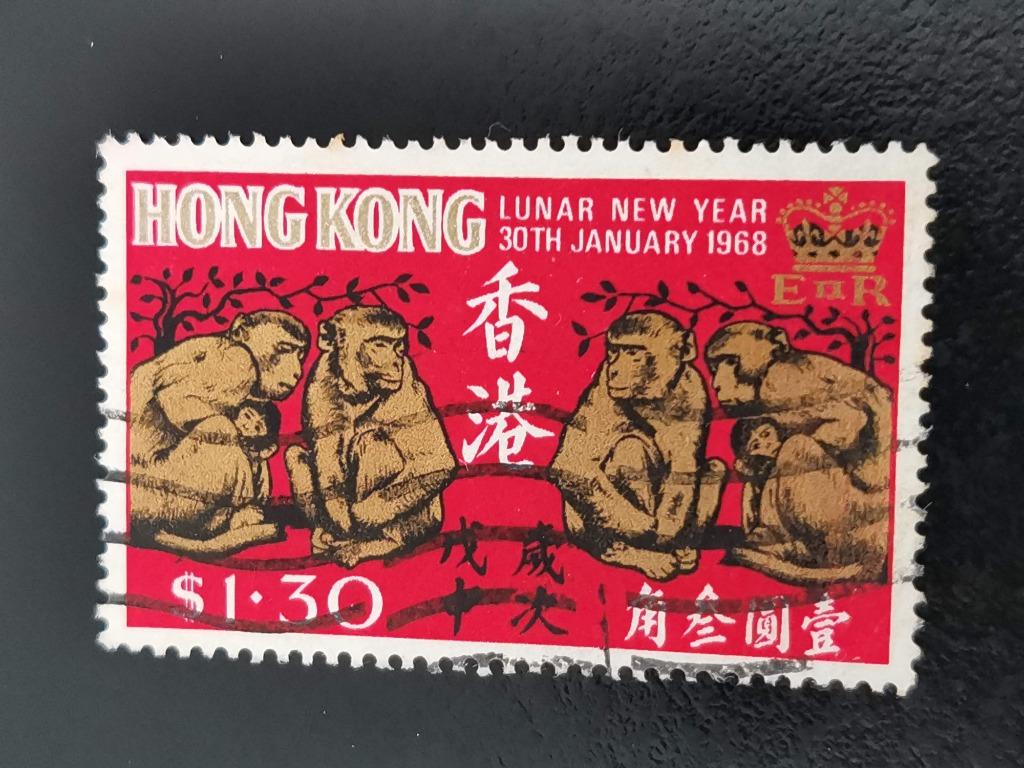 HONG KONG
LUNAR NEW YEAR
30TH JANUARY 1968
EIIR
香港
歲次
戊申
$1·30
壹圓叁角